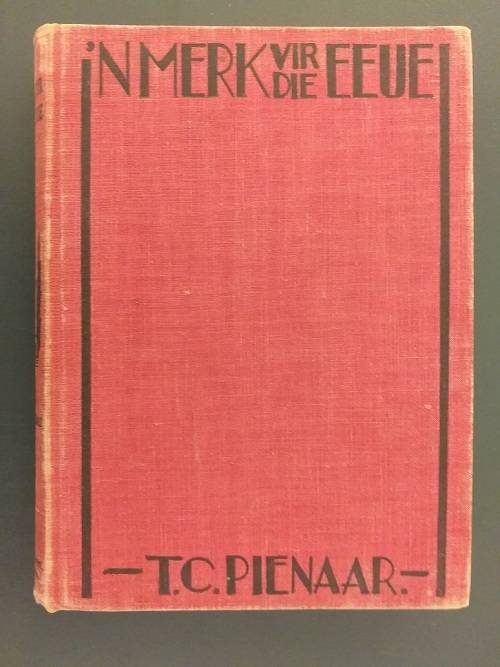 'N MERK VIR DIE EEUE
—T.C. PIENAAR.—